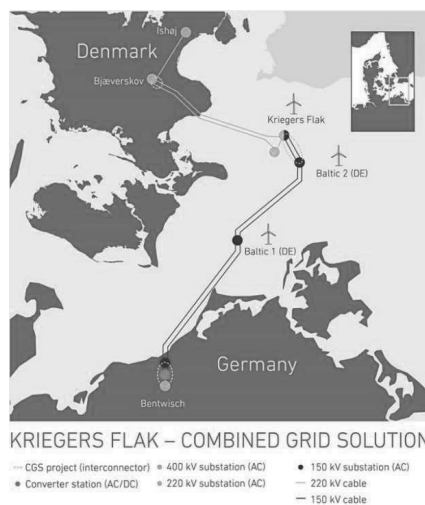 Ishøj
Denmark
Bjæverskov
Kriegers Flak
Baltic 2 (DE)
Baltic 1 (DE)
Germany
Bentwisch
KRIEGERS FLAK – COMBINED GRID SOLUTION
CGS project (interconnector)
400 kV substation (AC)
150 kV substation (AC)
Converter station (AC/DC)
220 kV substation (AC)
220 kV cable
150 kV cable